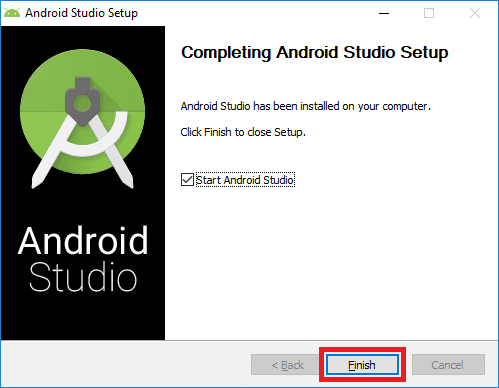 Android Studio Setup
Completing Android Studio Setup
Android Studio has been installed on your computer.
Click Finish to close Setup.
Start Android Studio
Android
Studio
< Back
Finish
Cancel